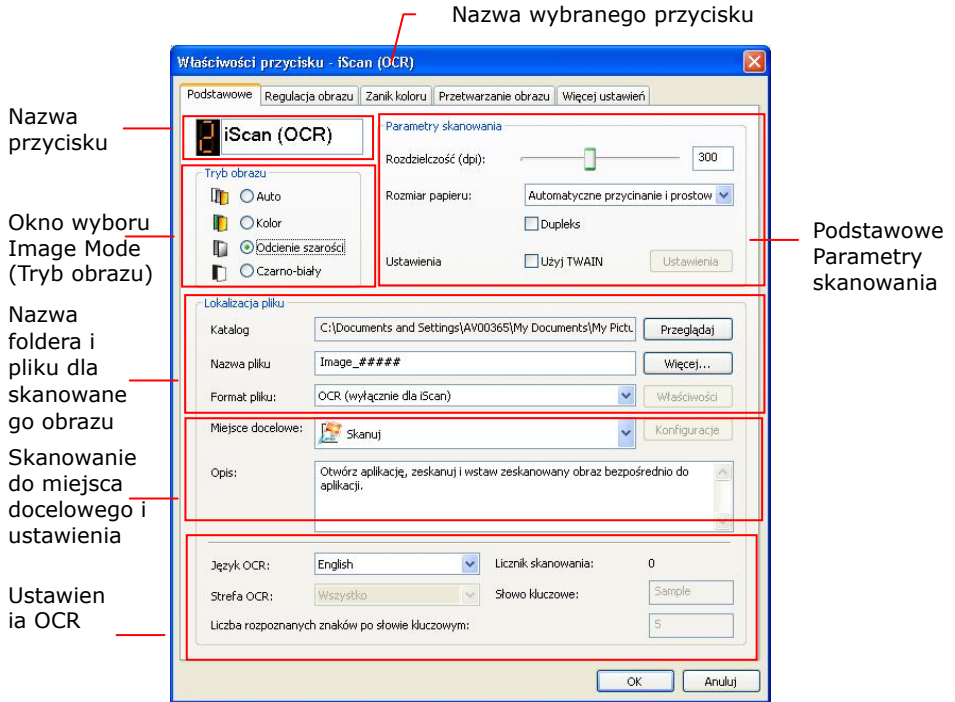 Nazwa wybranego przycisku
Właściwości przycisku - iScan (OCR)
Podstawowe Regulacja obrazu Zanik koloru Przetwarzanie obrazu Więcej ustawień
Nazwa
przycisku
2 iScan (OCR)
Tryb obrazu
Auto
Kolor
Odcienie szarości
Czarno-biały
Okno wyboru
Image Mode
(Tryb obrazu)
Parametry skanowania
Rozdzielczość (dpi): 300
Rozmiar papieru: Automatyczne przycinanie i prostow
Dupleks
Ustawienia Użyj TWAIN Ustawienia
Podstawowe
Parametry
skanowania
Nazwa
foldera i
pliku dla
skanowane
go obrazu
Lokalizacja pliku
Katalog C:\Documents and Settings\AV00365\My Documents\My Pictu Przeglądaj
Nazwa pliku Image_##### Więcej...
Format pliku: OCR (wyłącznie dla iScan) Właściwości
Skanowanie
do miejsca
docelowego i
ustawienia
Miejsce docelowe: Skanuj Konfiguracje
Opis: Otwórz aplikację, zeskanuj i wstaw zeskanowany obraz bezpośrednio do
aplikacji.
Ustawien
ia OCR
Język OCR: English Licznik skanowania: 0
Strefa OCR: Wszystko Słowo kluczowe: Sample
Liczba rozpoznanych znaków po słowie kluczowym: 5
OK Anuluj